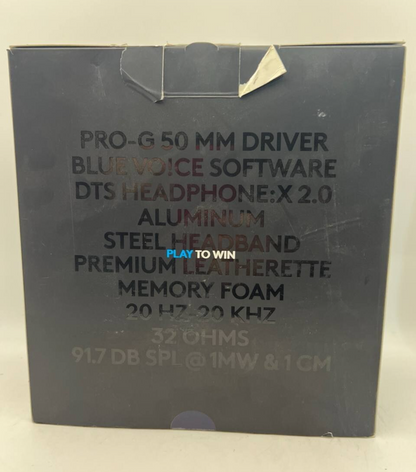 PRO-G 50 MM DRIVER
BLUE VOICE SOFTWARE
DTS HEADPHONE:X 2.0
ALUMINUM
STEEL HEADBAND
PLAY TO WIN
PREMIUM LEATHERETTE
MEMORY FOAM
20 HZ-20 KHZ
32 OHMS
91.7 DB SPL @ 1MW & 1 CM